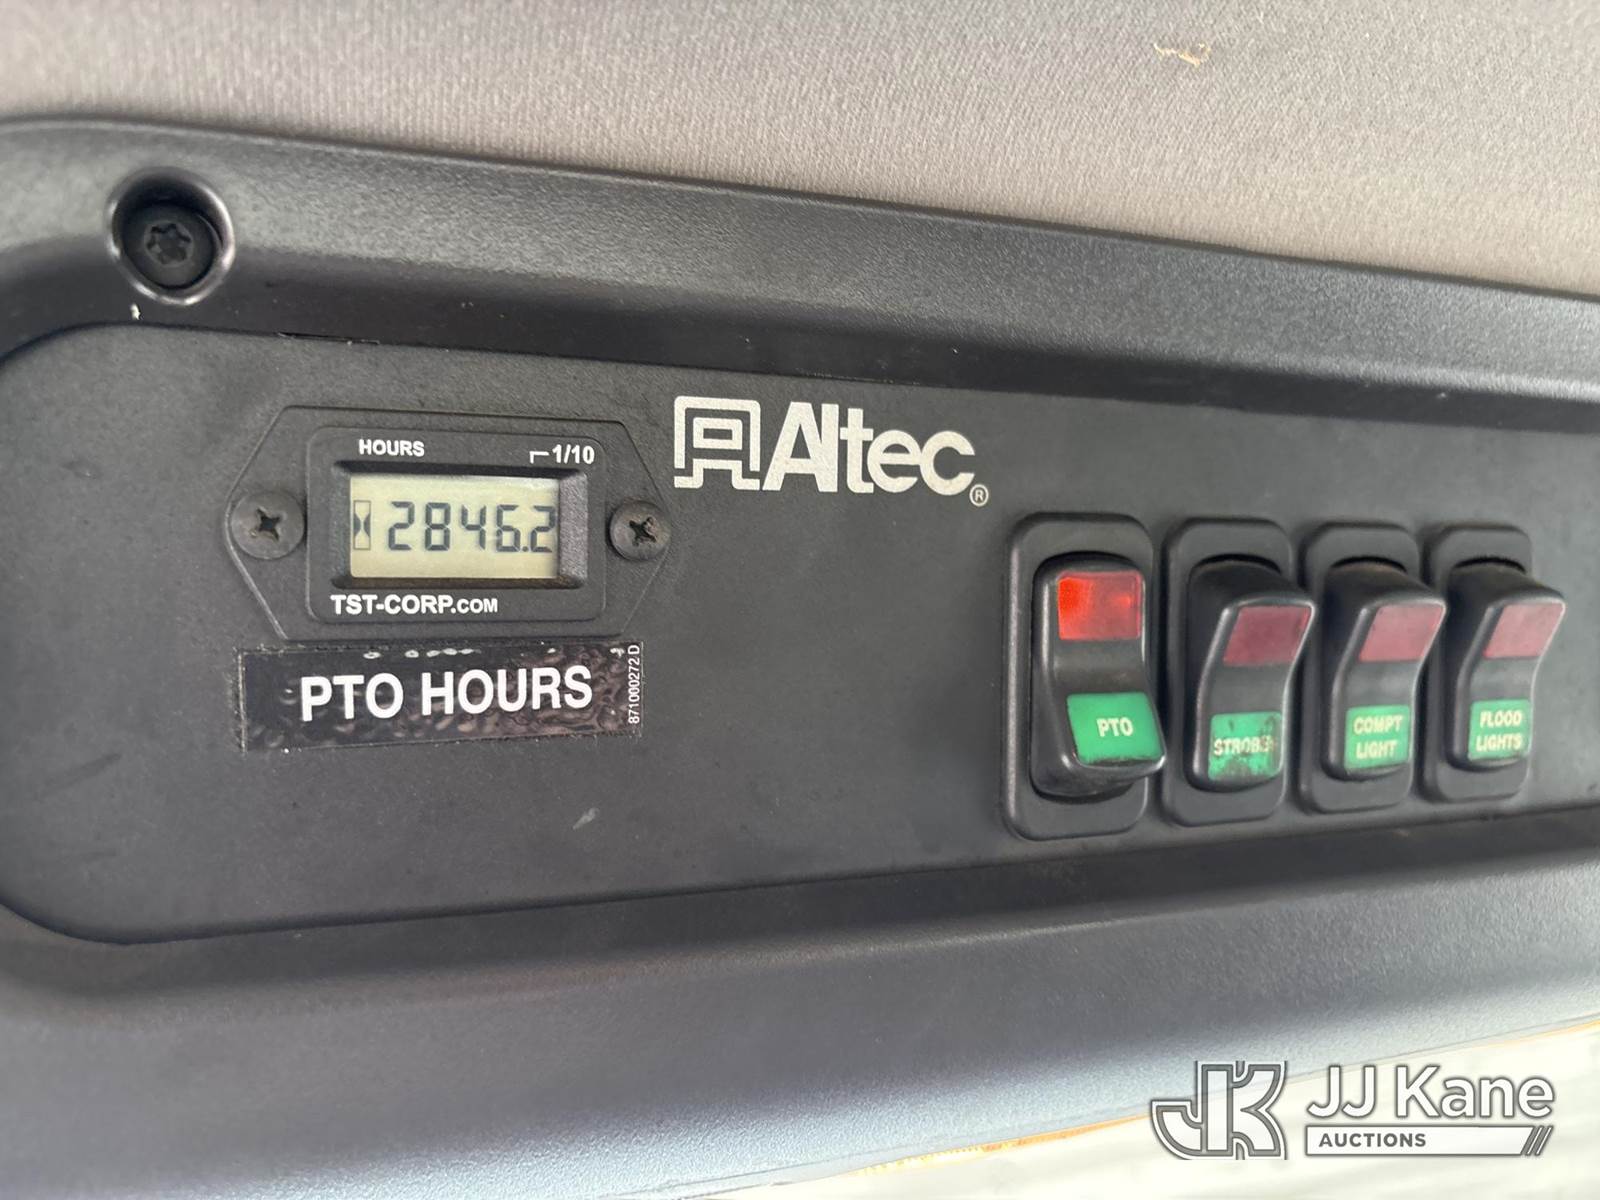 HOURS 1/10
2846.2
TST-CORP.COM
PTO HOURS
871000272 D
Altec®
PTO
STROBE
COMPT
LIGHT
FLOOD
LIGHTS
JK JJ Kane
AUCTIONS